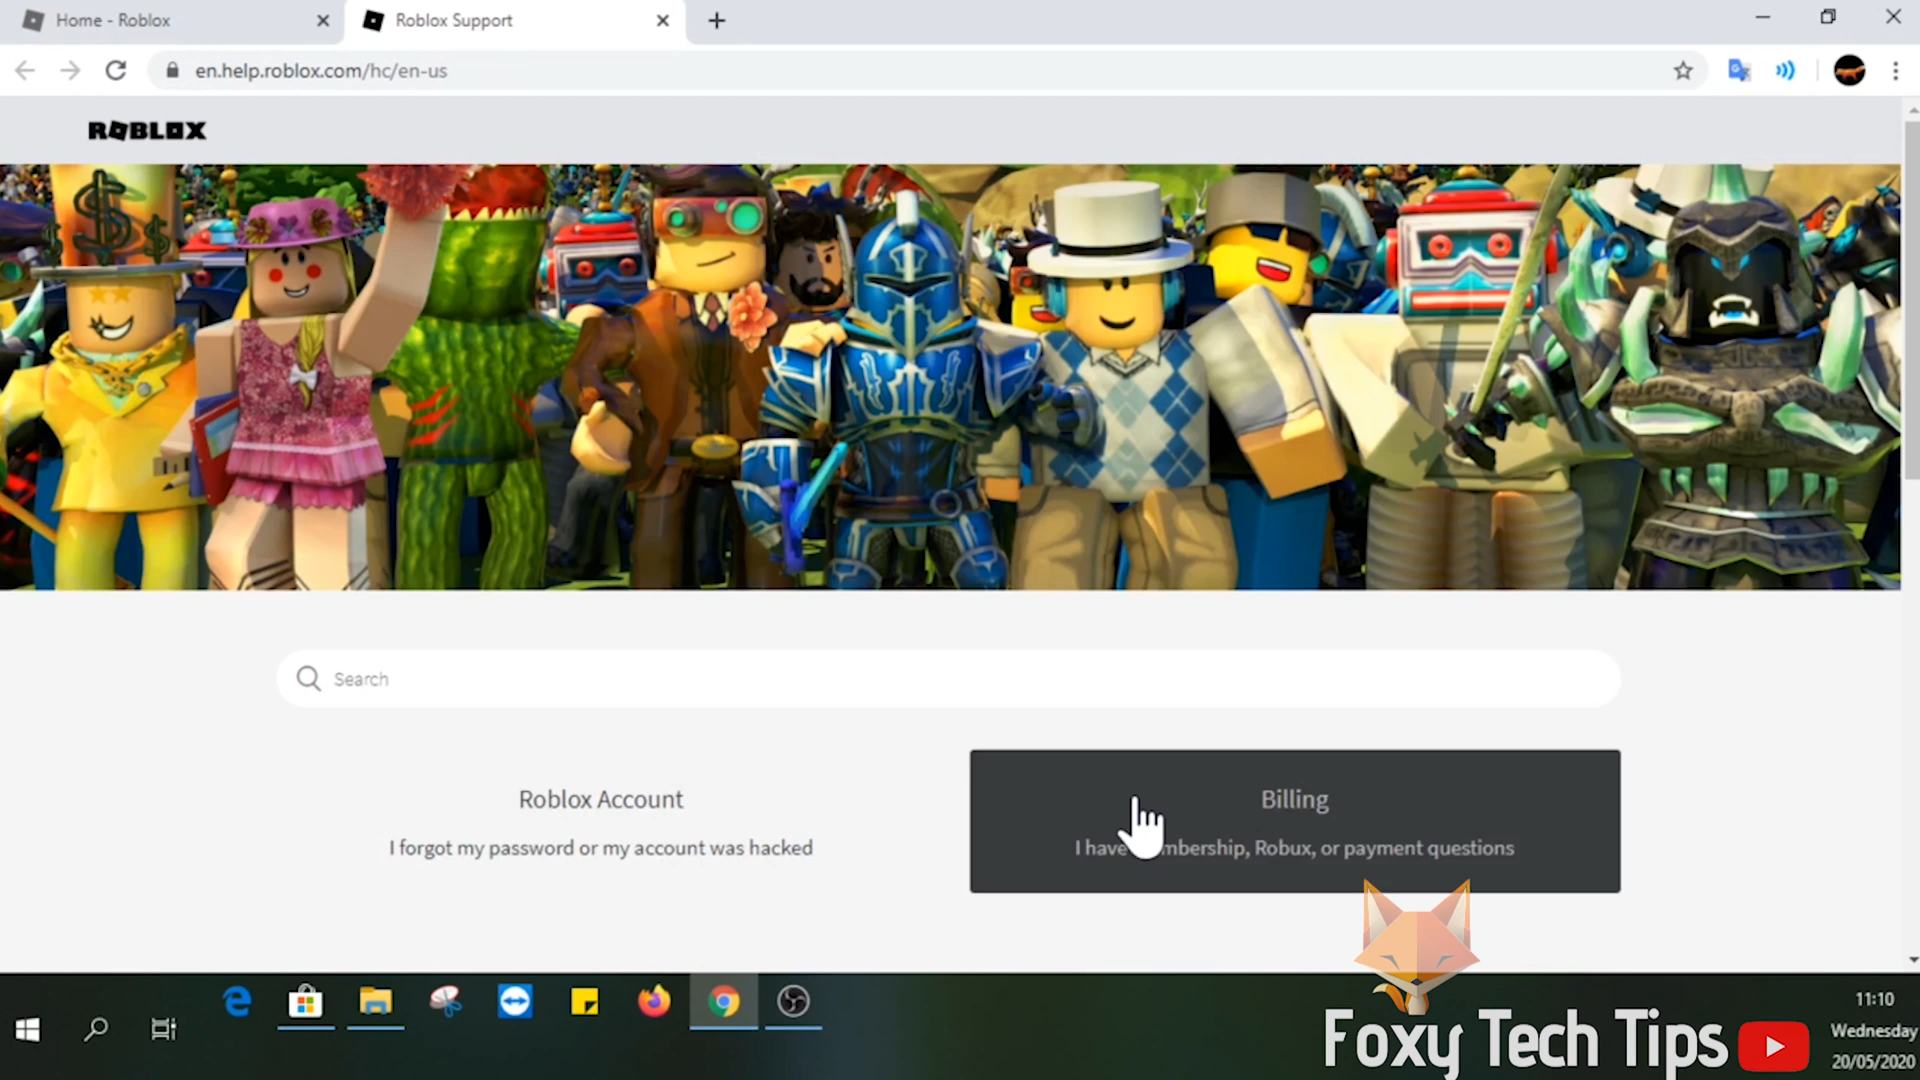 Home - Roblox
Roblox Support
en.help.roblox.com/hc/en-us
ROBLOX
Search
Roblox Account
I forgot my password or my account was hacked
Billing
I have mbership, Robux, or payment questions
11:10
Wednesday
20/05/2020
Foxy Tech Tips